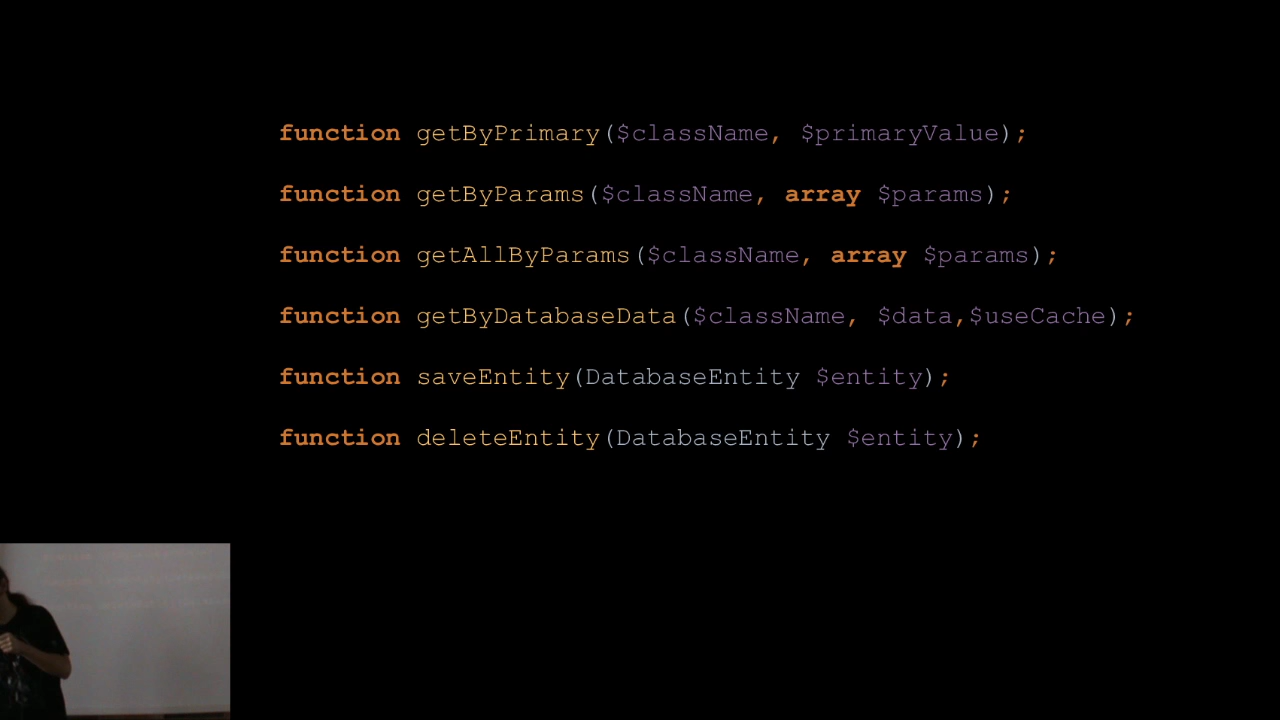 function getByPrimary($className, $primaryValue);
function getByParams($className, array $params);
function getAllByParams($className, array $params);
function getByDatabaseData($className, $data,$useCache);
function saveEntity(DatabaseEntity $entity);
function deleteEntity(DatabaseEntity $entity);